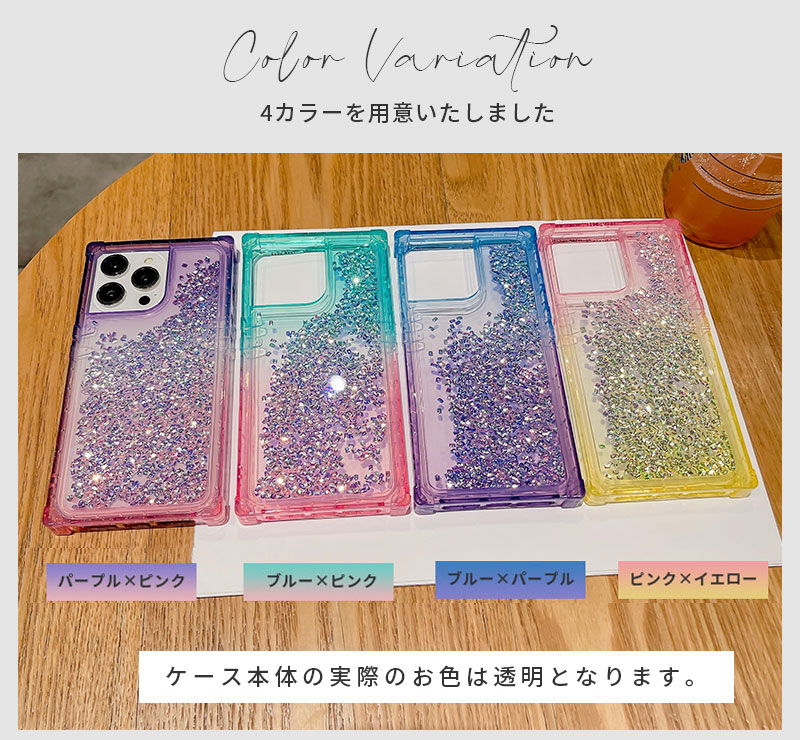 Color Variation
4カラーを用意いたしました
パープル×ピンク
ブルー×ピンク
ブルー×パープル
ピンク×イエロー
ケース本体の実際のお色は透明となります。